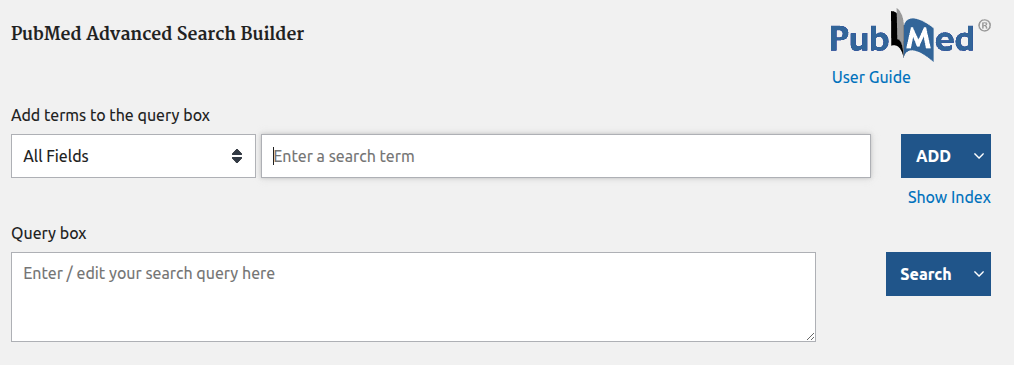 PubMed Advanced Search Builder
PubMed®
User Guide
Add terms to the query box
All Fields
Enter a search term
ADD
Show Index
Query box
Enter / edit your search query here
Search